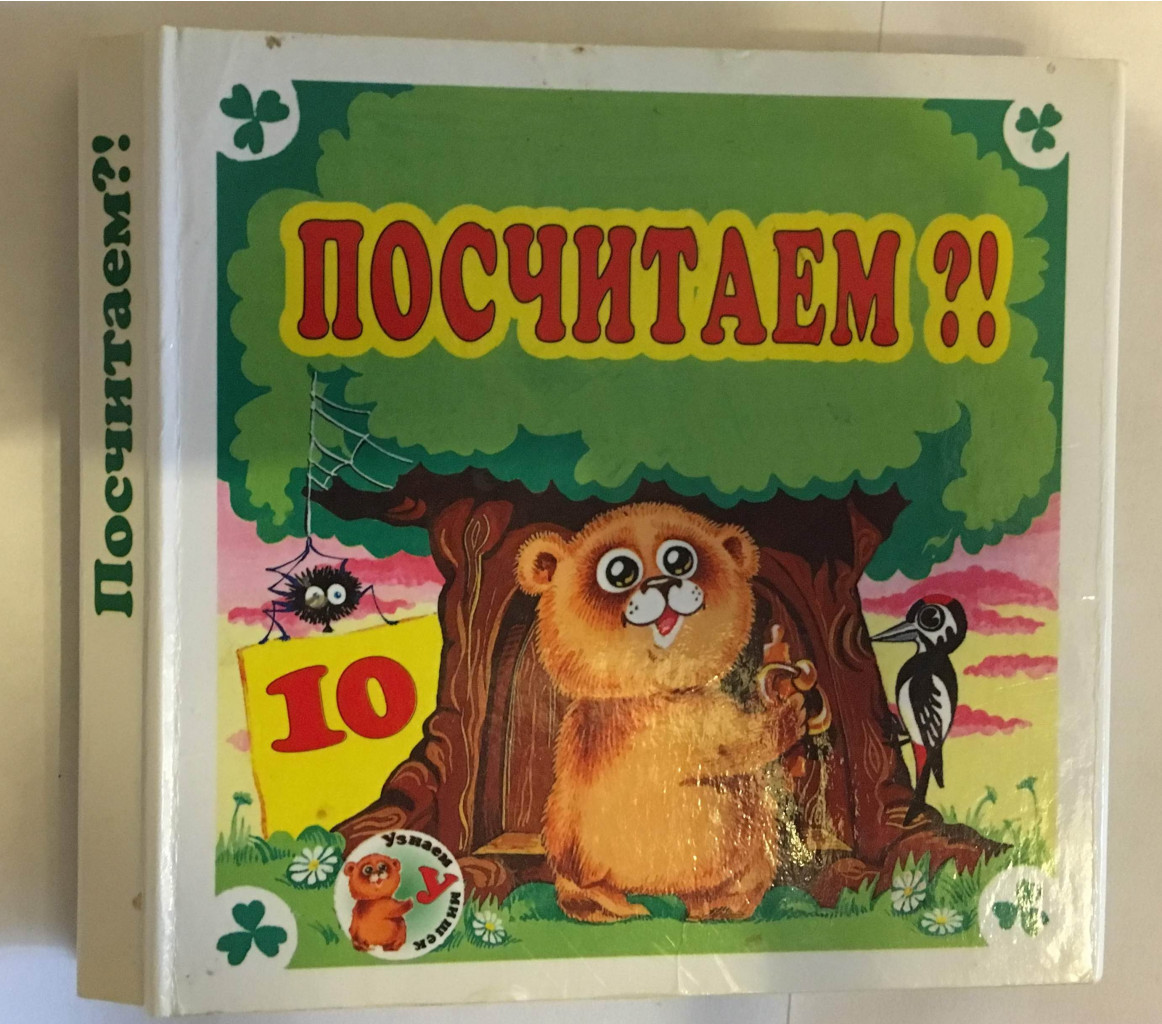 Посчитаем?!
ПОСЧИТАЕМ ?!
10
Узнаем
У
мишек